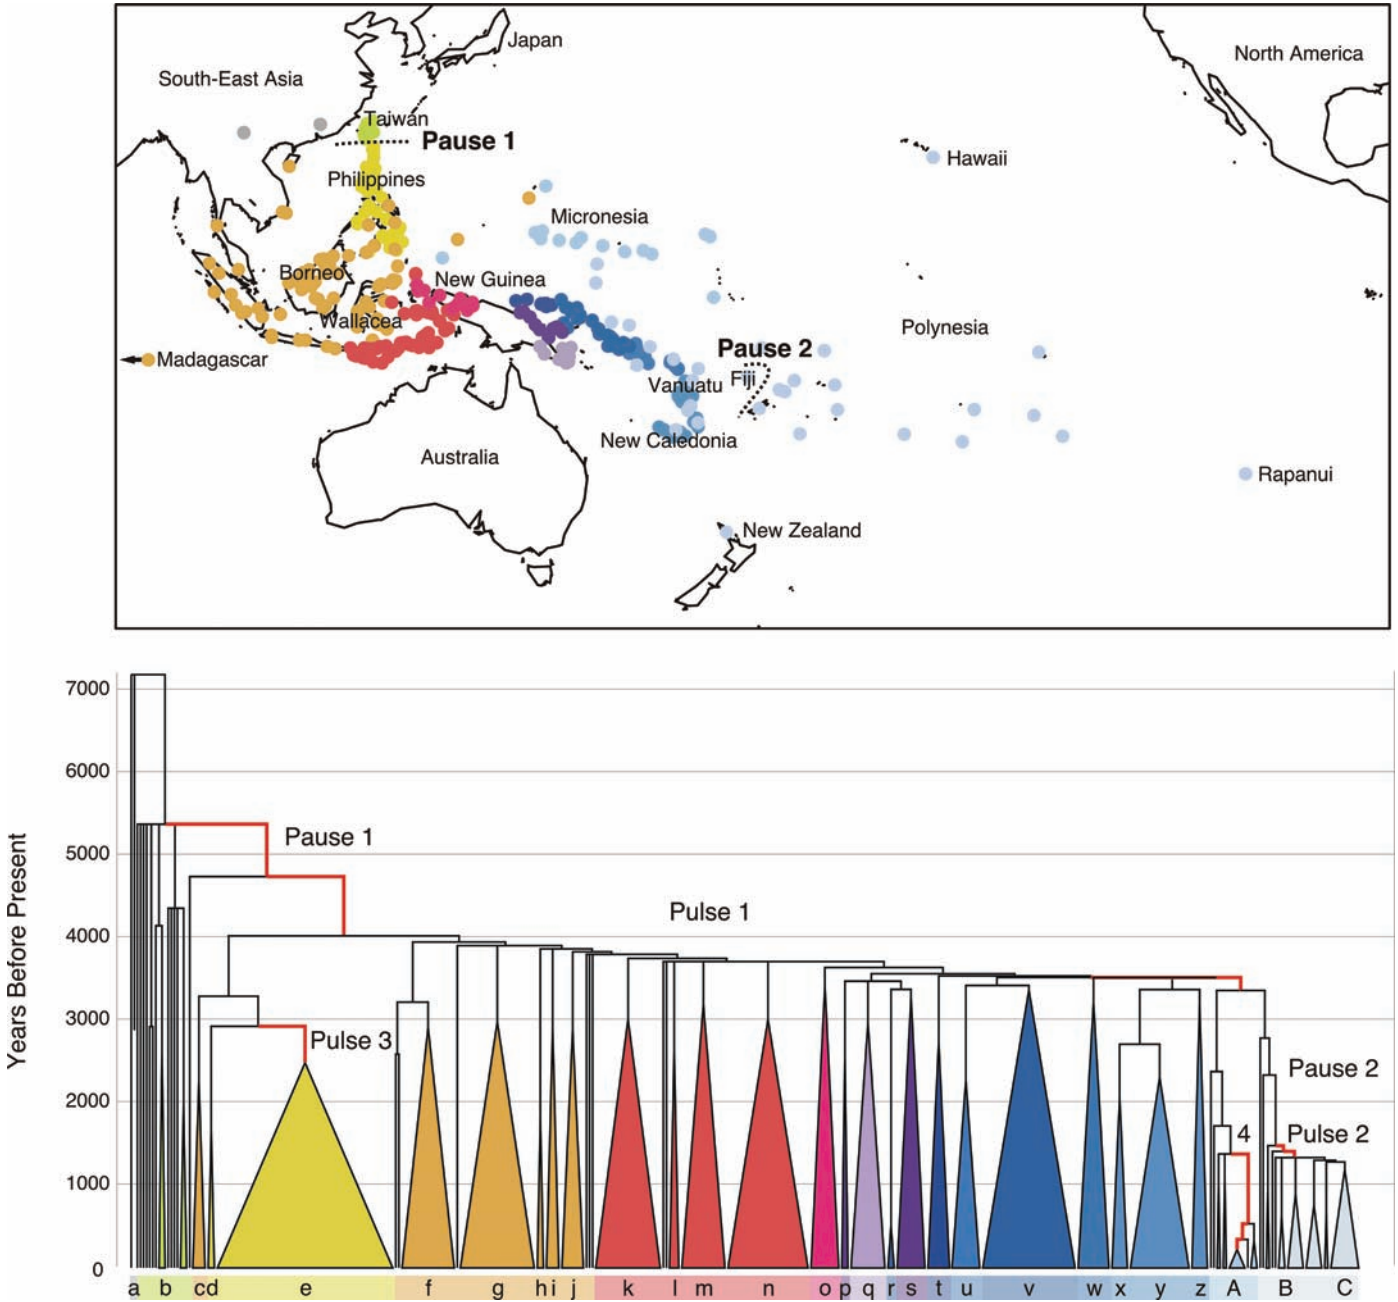 Japan
South-East Asia
North America
Taiwan
Pause 1
Hawaii
Philippines
Micronesia
Borneo
New Guinea
Wallacea
Polynesia
Pause 2
Madagascar
Vanuatu
Fiji
New Caledonia
Australia
Rapanui
New Zealand
Years Before Present
7000
6000
5000
4000
3000
2000
1000
0
Pause 1
Pulse 1
Pulse 3
Pause 2
4
Pulse 2
a b c d e f g h i j k l m n o p q r s t u v w x y z A B C